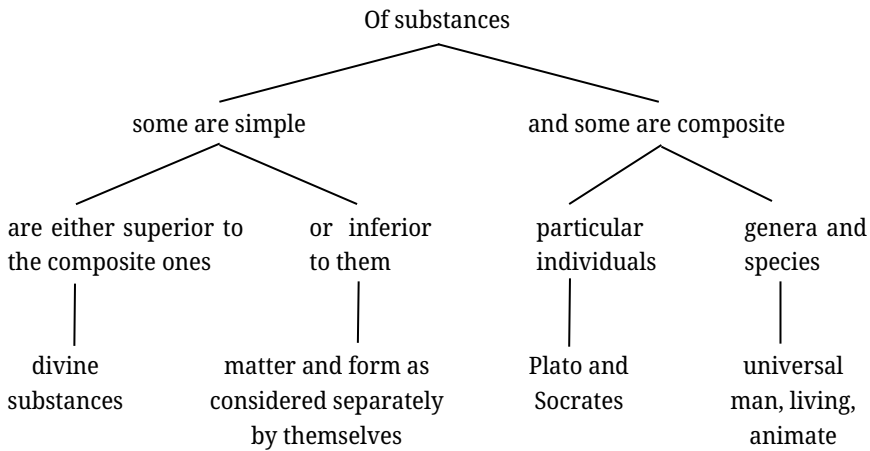 Of substances
some are simple
and some are composite
are either superior to
the composite ones
or inferior
to them
particular
individuals
genera and
species
divine
substances
matter and form as
considered separately
by themselves
Plato and
Socrates
universal
man, living,
animate